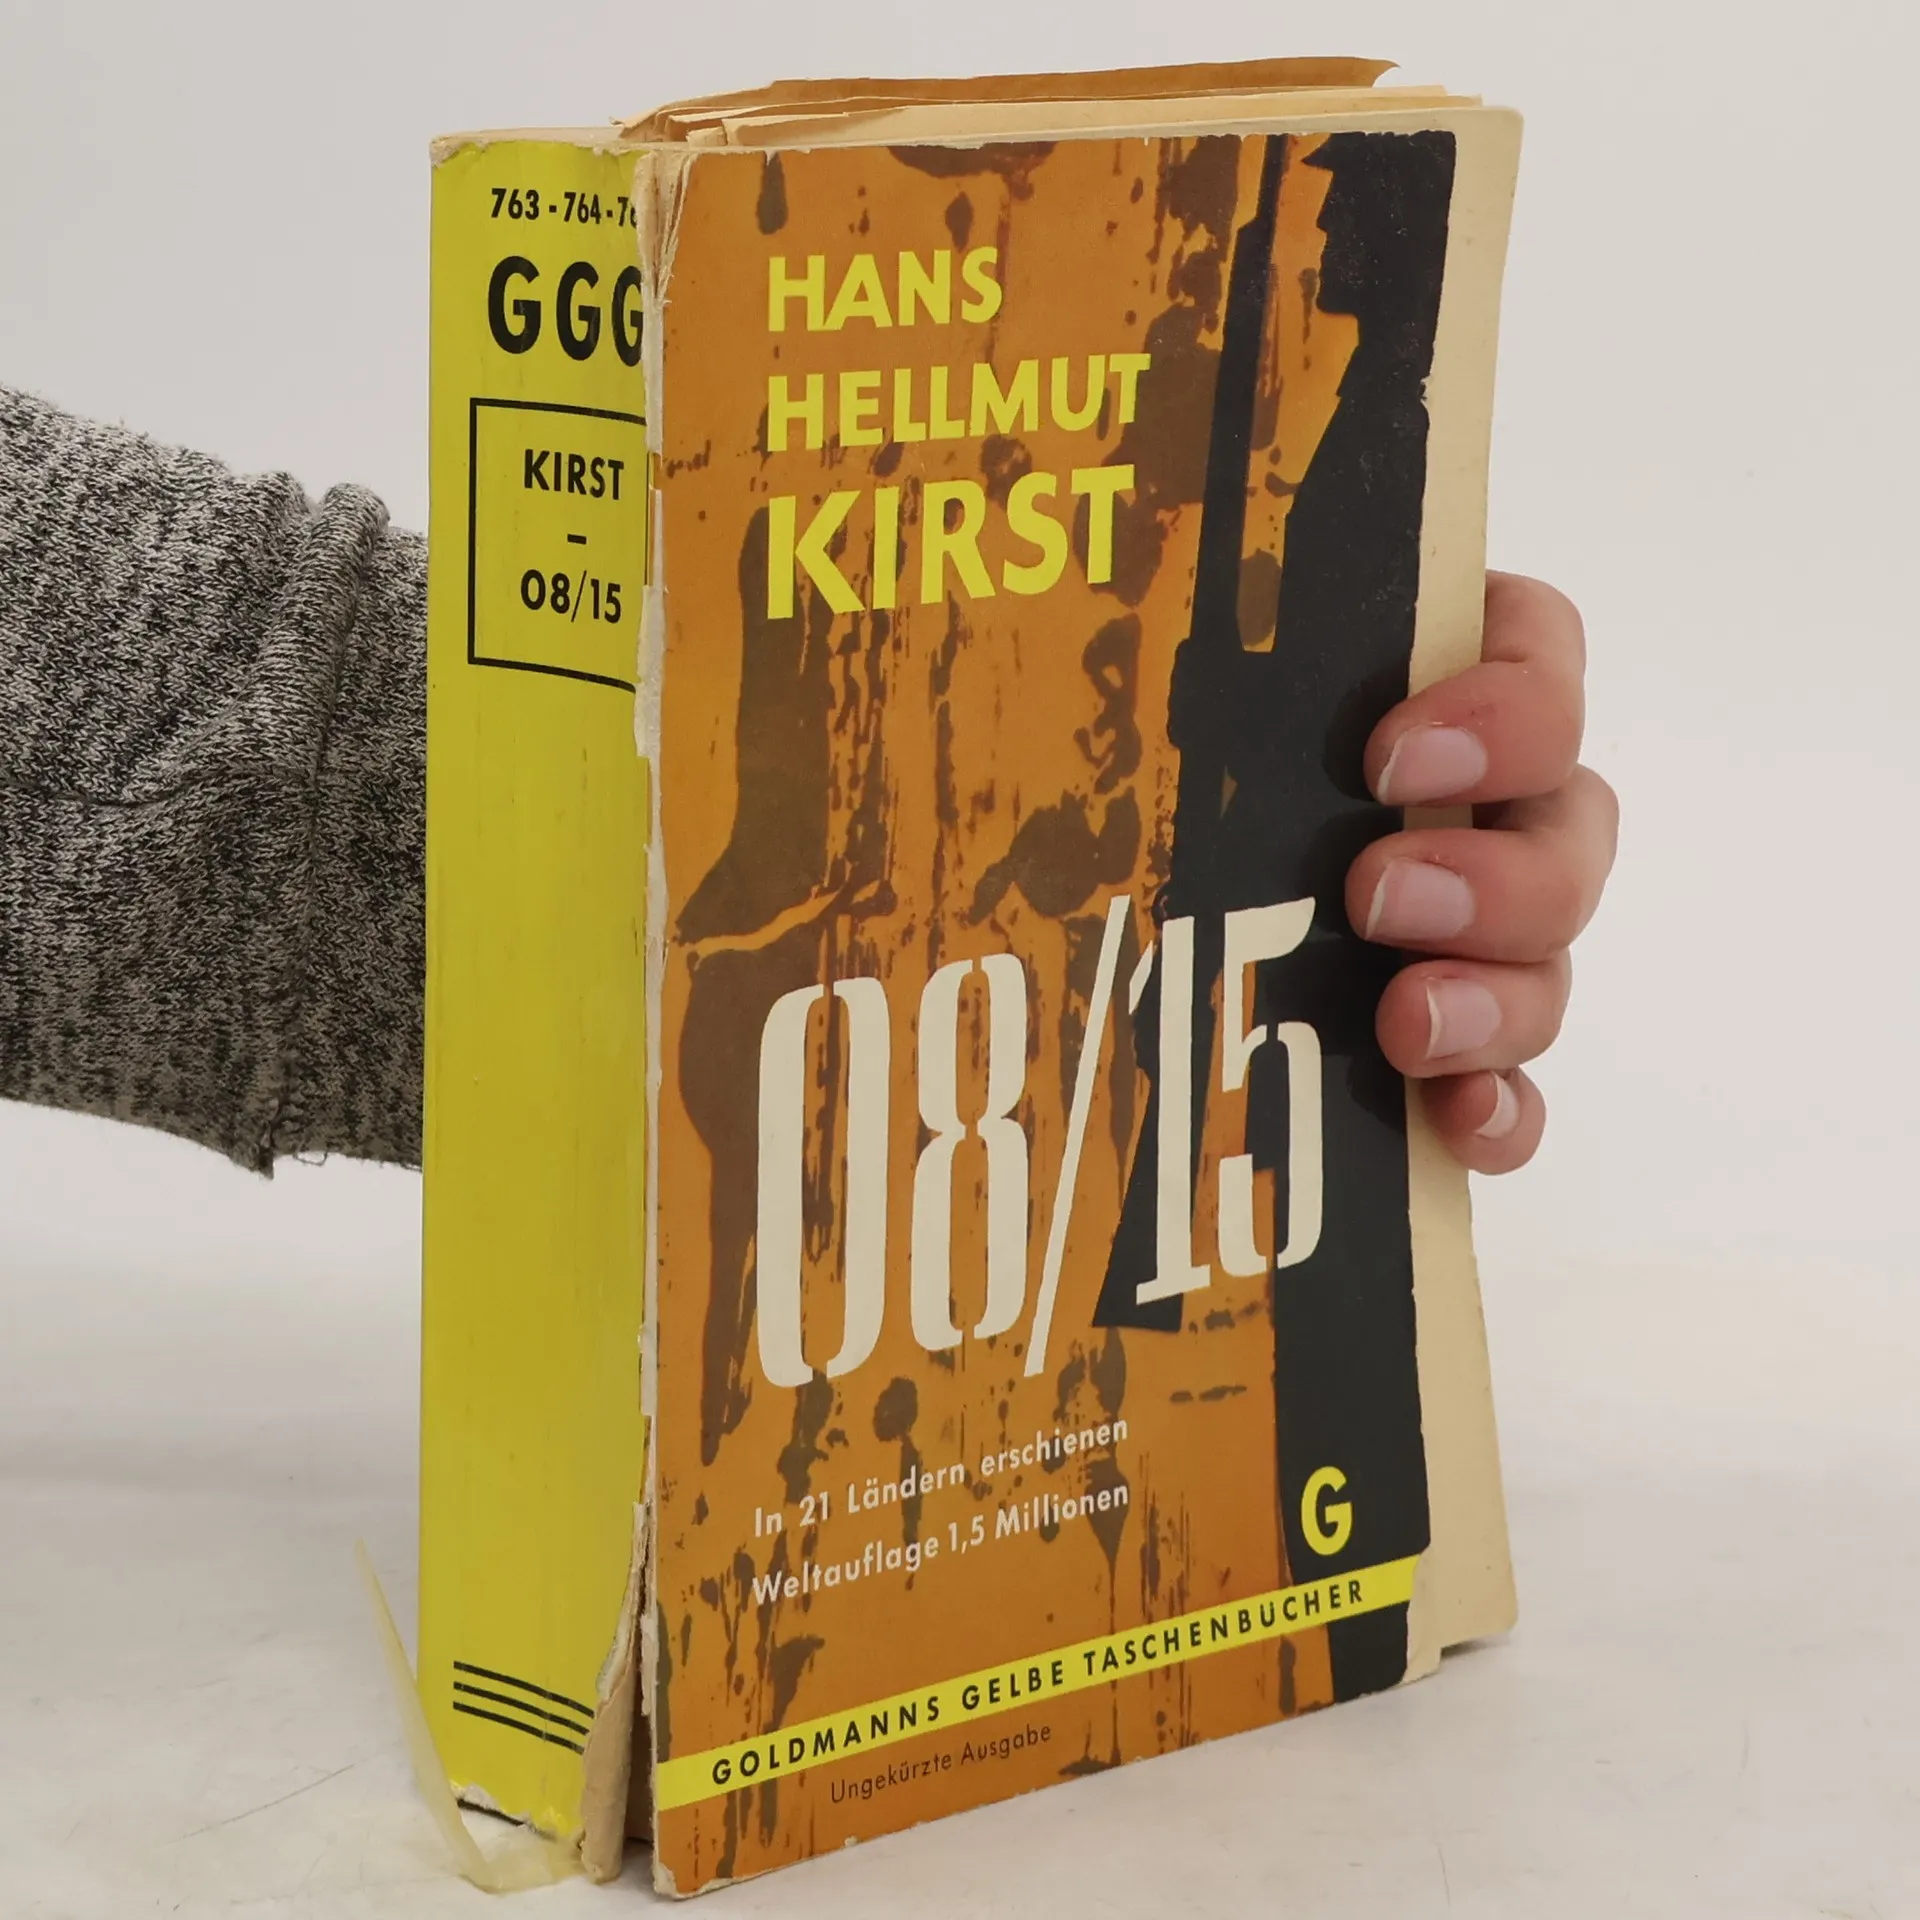 763-764-76
GGG
KIRST
–
08/15
HANS
HELLMUT
KIRST
08/15
In 21 Ländern erschienen
Weltauflage 1,5 Millionen
G
GOLDMANNS GELBE TASCHENBÜCHER
Ungekürzte Ausgabe